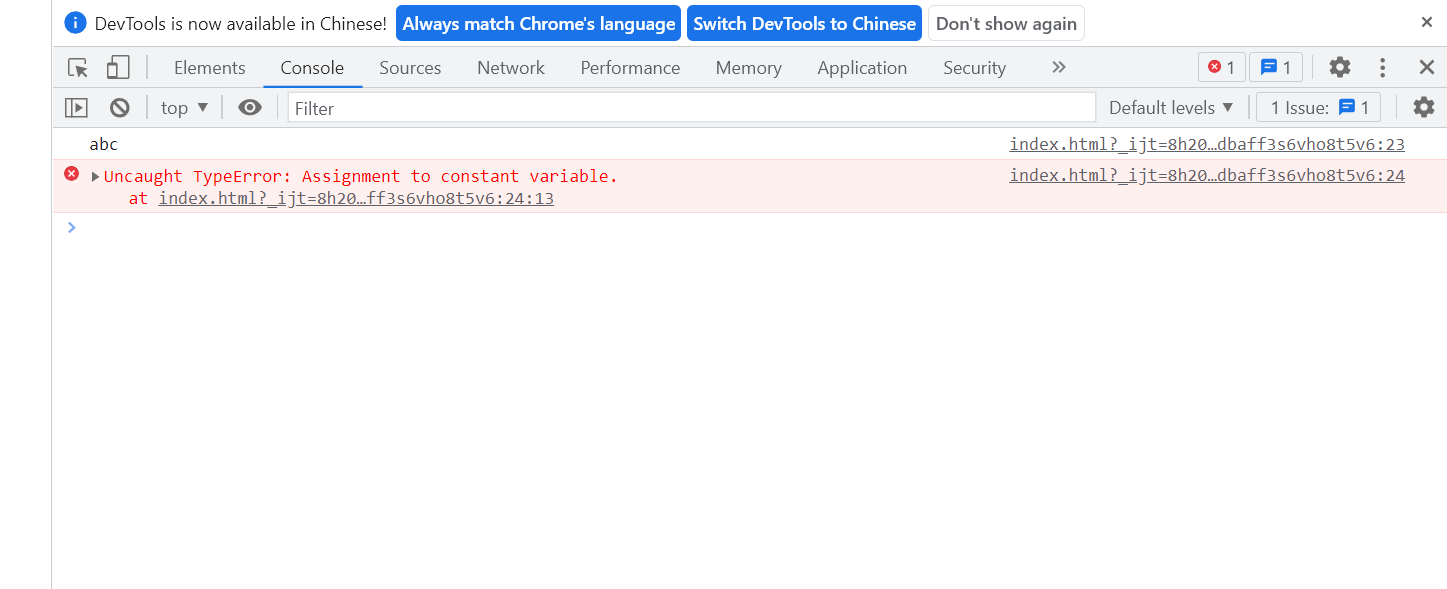 DevTools is now available in Chinese! Always match Chrome's language Switch DevTools to Chinese Don't show again
Elements Console Sources Network Performance Memory Application Security 1 1
top Filter Default levels 1 Issue: 1
abc index.html?_ijt=8h20…dbaff3s6vho8t5v6:23
Uncaught TypeError: Assignment to constant variable. index.html?_ijt=8h20…dbaff3s6vho8t5v6:24
at index.html?_ijt=8h20…ff3s6vho8t5v6:24:13